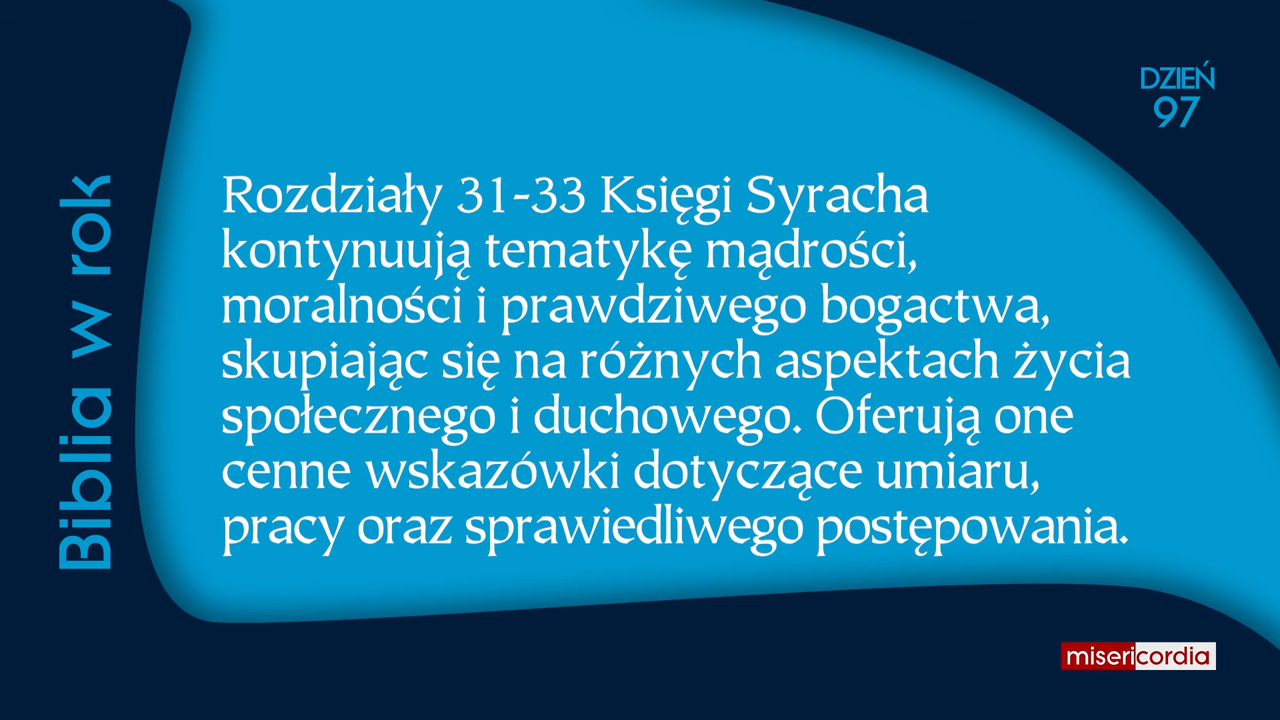 DZIEŃ
97
Biblia w rok
Rozdziały 31-33 Księgi Syracha
kontynuują tematykę mądrości,
moralności i prawdziwego bogactwa,
skupiając się na różnych aspektach życia
społecznego i duchowego. Oferują one
cenne wskazówki dotyczące umiaru,
pracy oraz sprawiedliwego postępowania.
misericordia